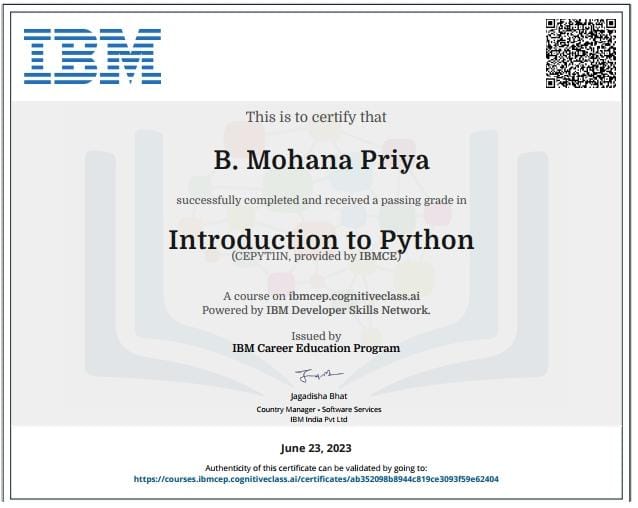 IBM
This is to certify that
B. Mohana Priya
successfully completed and received a passing grade in
Introduction to Python
(CEPYTIIN, provided by IBMCE)
A course on ibmcep.cognitiveclass.ai
Powered by IBM Developer Skills Network.
Issued by
IBM Career Education Program
Jagadisha Bhat
Country Manager • Software Services
IBM India Pvt Ltd
June 23, 2023
Authenticity of this certificate can be validated by going to:
https://courses.ibmcep.cognitiveclass.ai/certificates/ab352098b8944c819ce3093f59e62404